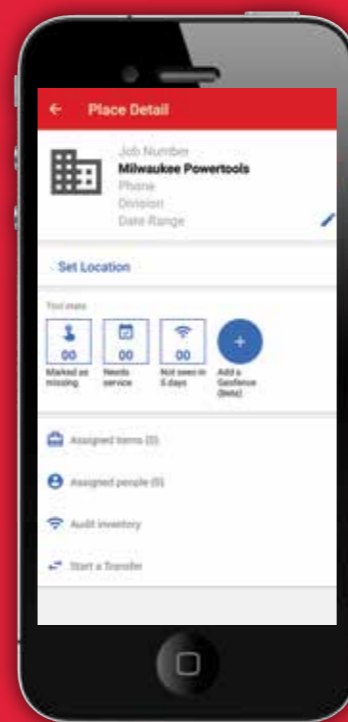 Place Detail
Job Number
Milwaukee Powertools
Phone
Division
Date Range
Set Location
Tool stats
00
00
00
+
Marked as missing
Needs service
Not seen in 5 days
Add a Geofence (Beta)
Assigned items (0)
Assigned people (0)
Audit inventory
Start a Transfer